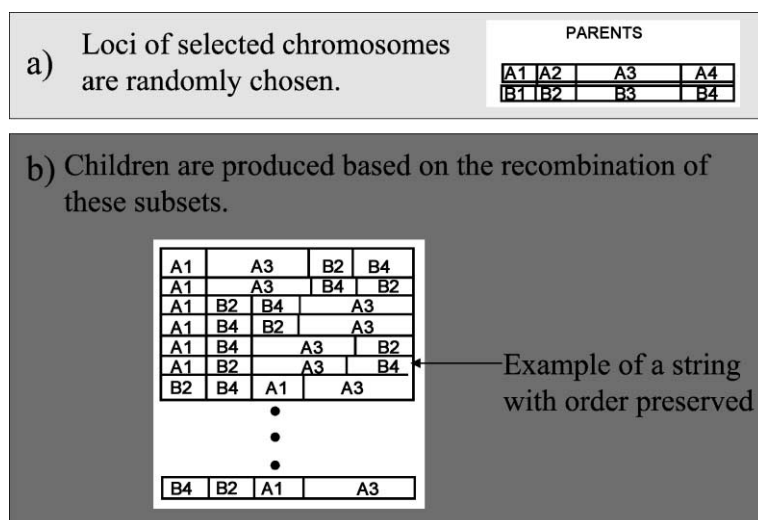 a) Loci of selected chromosomes
are randomly chosen.
PARENTS
A1 A2 A3 A4
B1 B2 B3 B4
b) Children are produced based on the recombination of
these subsets.
A1 A3 B2 B4
A1 A3 B4 B2
A1 B2 B4 A3
A1 B4 B2 A3
A1 B4 A3 B2
A1 B2 A3 B4
B2 B4 A1 A3
B4 B2 A1 A3
Example of a string
with order preserved